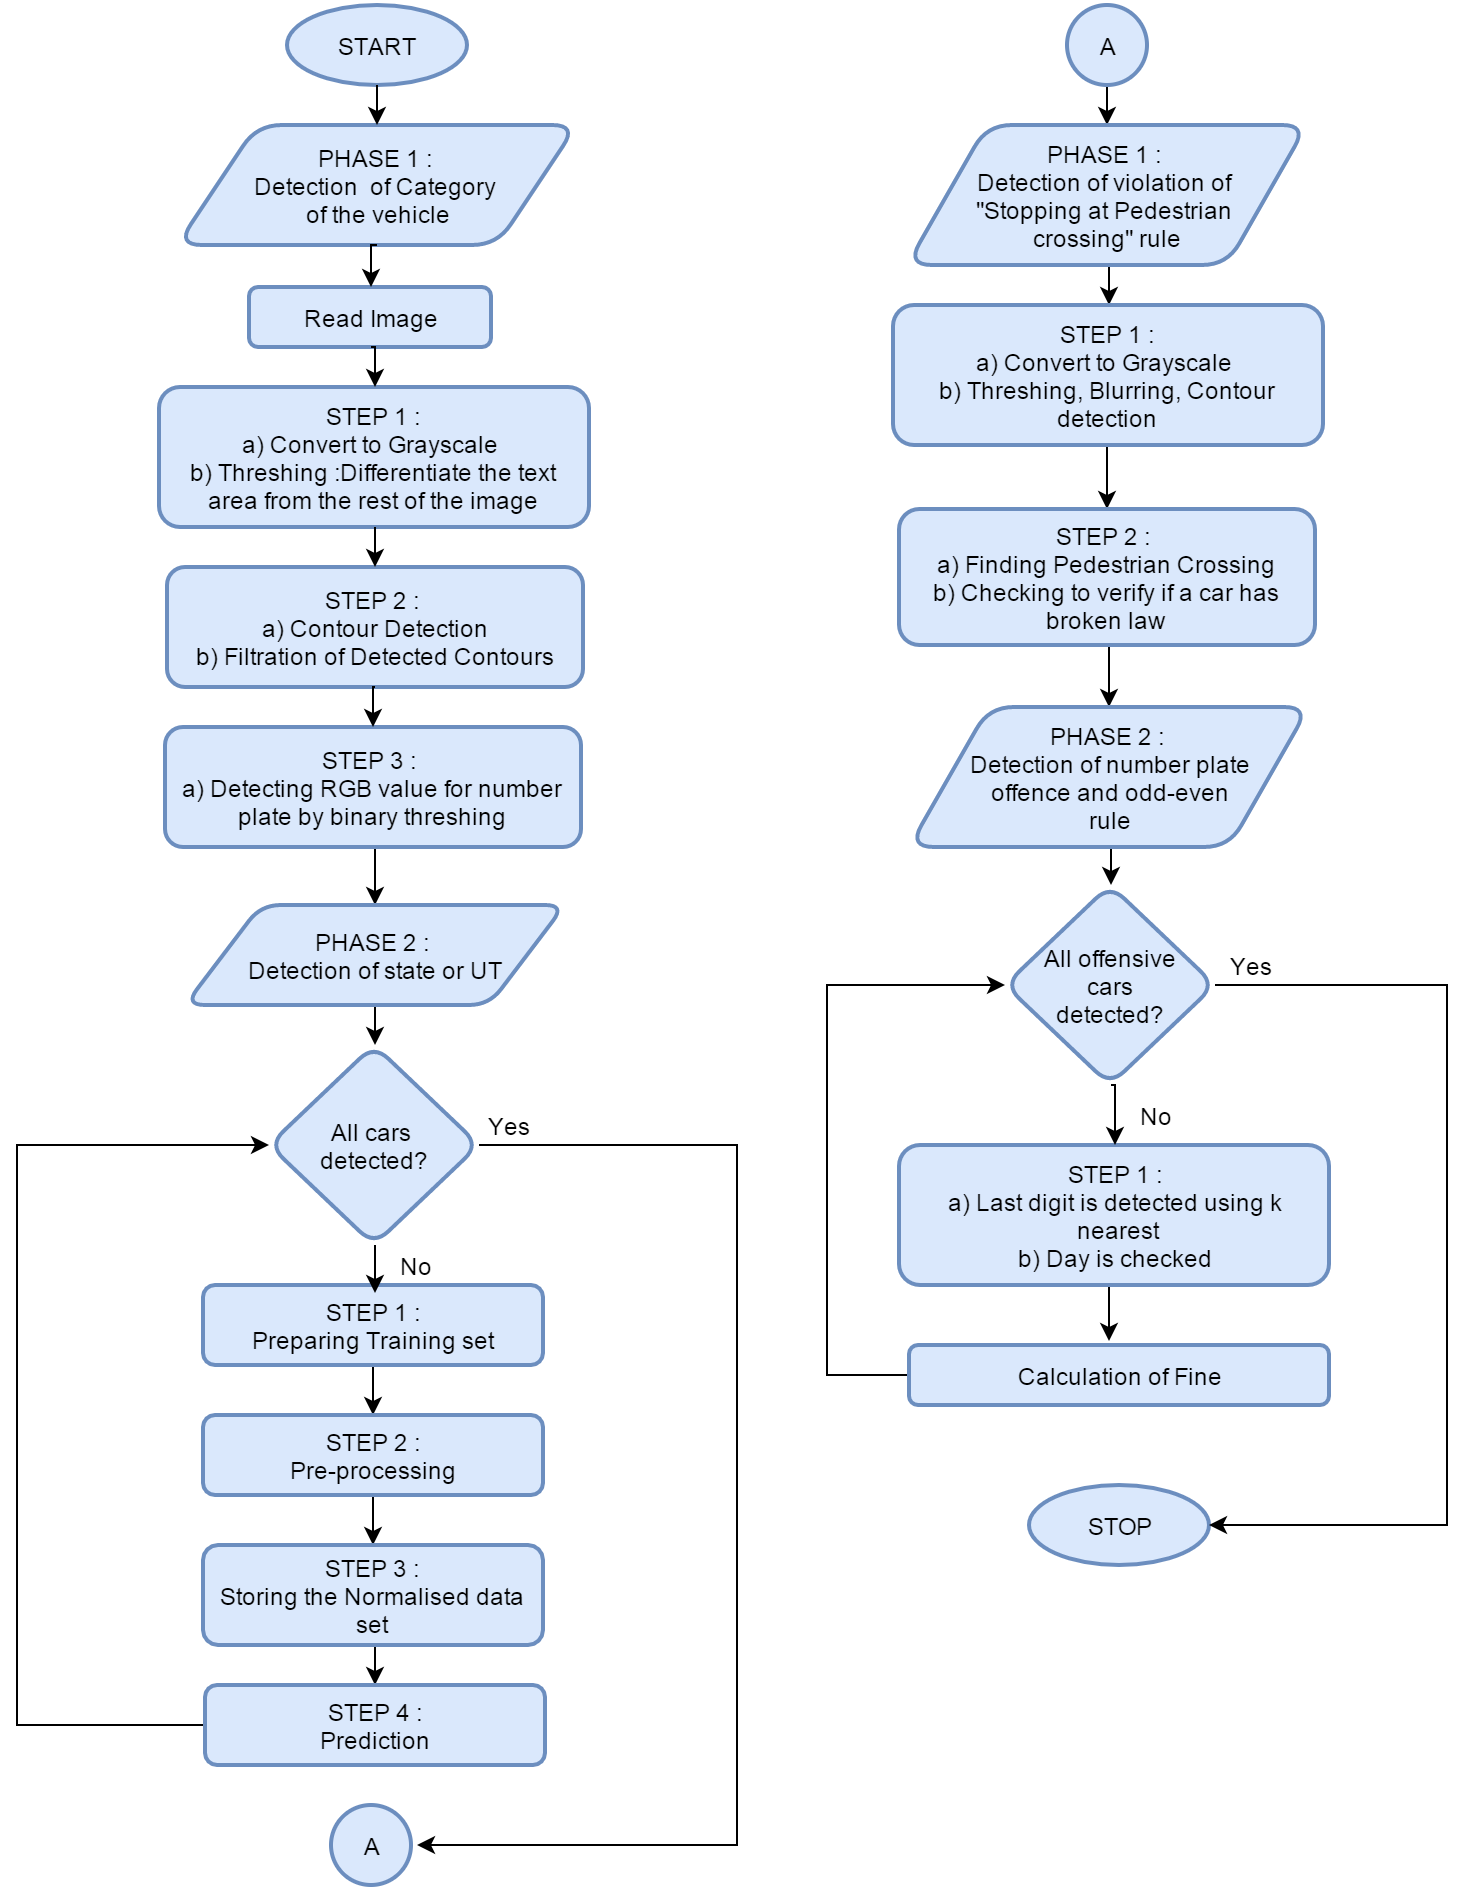 START
PHASE 1 :
Detection of Category
of the vehicle
Read Image
STEP 1 :
a) Convert to Grayscale
b) Threshing :Differentiate the text
area from the rest of the image
STEP 2 :
a) Contour Detection
b) Filtration of Detected Contours
STEP 3 :
a) Detecting RGB value for number
plate by binary threshing
PHASE 2 :
Detection of state or UT
All cars
detected?
Yes
No
STEP 1 :
Preparing Training set
STEP 2 :
Pre-processing
STEP 3 :
Storing the Normalised data
set
STEP 4 :
Prediction
A
A
PHASE 1 :
Detection of violation of
"Stopping at Pedestrian
crossing" rule
STEP 1 :
a) Convert to Grayscale
b) Threshing, Blurring, Contour
detection
STEP 2 :
a) Finding Pedestrian Crossing
b) Checking to verify if a car has
broken law
PHASE 2 :
Detection of number plate
offence and odd-even
rule
All offensive
cars
detected?
Yes
No
STEP 1 :
a) Last digit is detected using k
nearest
b) Day is checked
Calculation of Fine
STOP